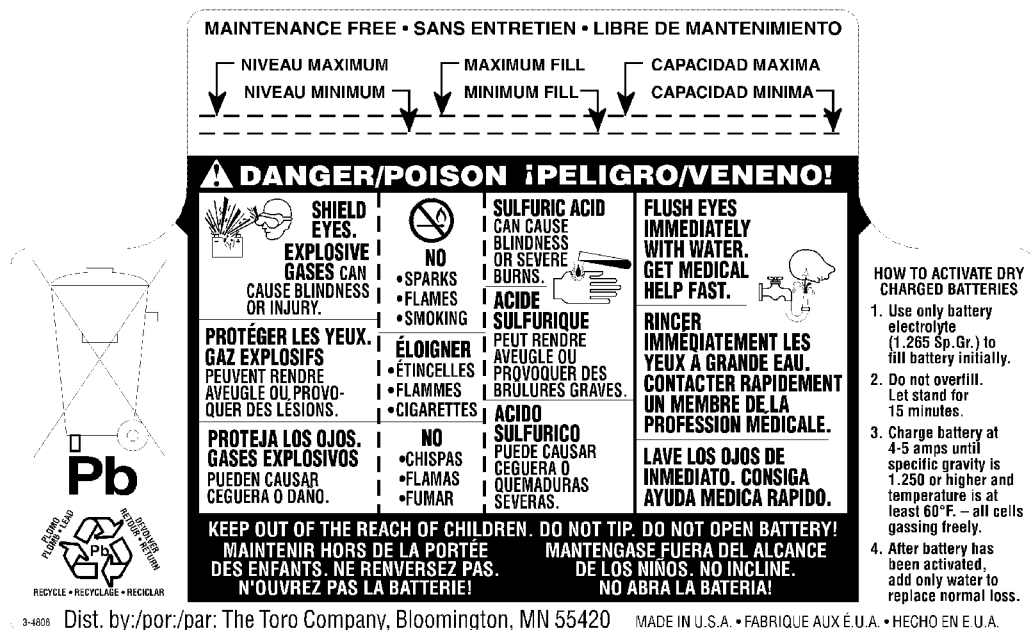 MAINTENANCE FREE • SANS ENTRETIEN • LIBRE DE MANTENIMIENTO
NIVEAU MAXIMUM
MAXIMUM FILL
CAPACIDAD MAXIMA
NIVEAU MINIMUM
MINIMUM FILL
CAPACIDAD MINIMA
DANGER/POISON ¡PELIGRO/VENENO!
SHIELD
EYES.
EXPLOSIVE
GASES CAN
CAUSE BLINDNESS
OR INJURY.
PROTÉGER LES YEUX.
GAZ EXPLOSIFS
PEUVENT RENDRE
AVEUGLE OU PROVO-
QUER DES LÉSIONS.
PROTEJA LOS OJOS.
GASES EXPLOSIVOS
PUEDEN CAUSAR
CEGUERA O DANO.
NO
•SPARKS
•FLAMES
•SMOKING
ÉLOIGNER
•ÉTINCELLES
•FLAMMES
•CIGARETTES
NO
•CHISPAS
•FLAMAS
•FUMAR
SULFURIC ACID
CAN CAUSE
BLINDNESS
OR SEVERE
BURNS.
ACIDE
SULFURIQUE
PEUT RENDRE
AVEUGLE OU
PROVOQUER DES
BRÛLURES GRAVES.
ACIDO
SULFURICO
PUEDE CAUSAR
CEGUERA O
QUEMADURAS
SEVERAS.
FLUSH EYES
IMMEDIATELY
WITH WATER.
GET MEDICAL
HELP FAST.
RINCER
IMMÉDIATEMENT LES
YEUX À GRANDE EAU.
CONTACTER RAPIDEMENT
UN MEMBRE DE LA
PROFESSION MÉDICALE.
LAVE LOS OJOS DE
INMEDIATO. CONSIGA
AYUDA MEDICA RAPIDO.
KEEP OUT OF THE REACH OF CHILDREN. DO NOT TIP. DO NOT OPEN BATTERY!
MAINTENIR HORS DE LA PORTÉE
DES ENFANTS. NE RENVERSEZ PAS.
N'OUVREZ PAS LA BATTERIE!
MANTENGASE FUERA DEL ALCANCE
DE LOS NIÑOS. NO INCLINE.
NO ABRA LA BATERIA!
Pb
PLOMO
PLOMB • LEAD
DEVOLVER
RETOUR • RETURN
Pb
RECYCLE • RECYCLAGE • RECICLAR
HOW TO ACTIVATE DRY
CHARGED BATTERIES
1. Use only battery
electrolyte
(1.265 Sp.Gr.) to
fill battery initially.
2. Do not overfill.
Let stand for
15 minutes.
3. Charge battery at
4-5 amps until
specific gravity is
1.250 or higher and
temperature is at
least 60°F. – all cells
gassing freely.
4. After battery has
been activated,
add only water to
replace normal loss.
3-4806 Dist. by:/por:/par: The Toro Company, Bloomington, MN 55420 MADE IN U.S.A. • FABRIQUE AUX É.U.A. • HECHO EN E.U.A.